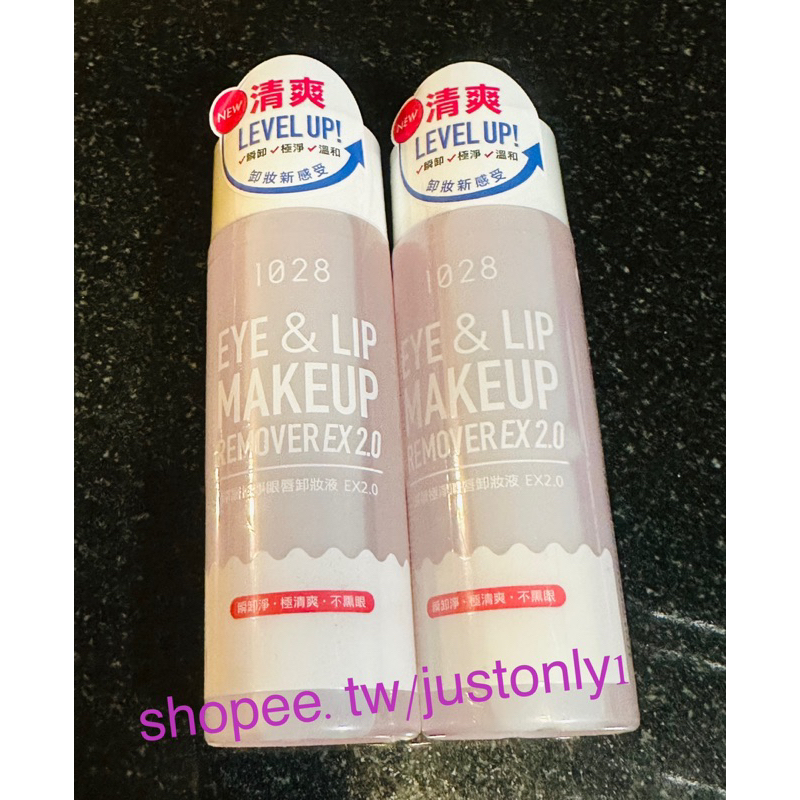 NEW
清爽
LEVEL UP!
✓瞬卸✓極淨✓溫和
卸妝新感受
1028
EYE & LIP
MAKEUP
REMOVER EX 2.0
眼唇卸妝液 EX2.0
瞬卸淨・極清爽・不熏眼
NEW
清爽
LEVEL UP!
✓瞬卸✓極淨✓溫和
卸妝新感受
1028
EYE & LIP
MAKEUP
REMOVER EX 2.0
極淨眼唇卸妝液 EX2.0
瞬卸淨・極清爽・不熏眼
shopee. tw/justonly1